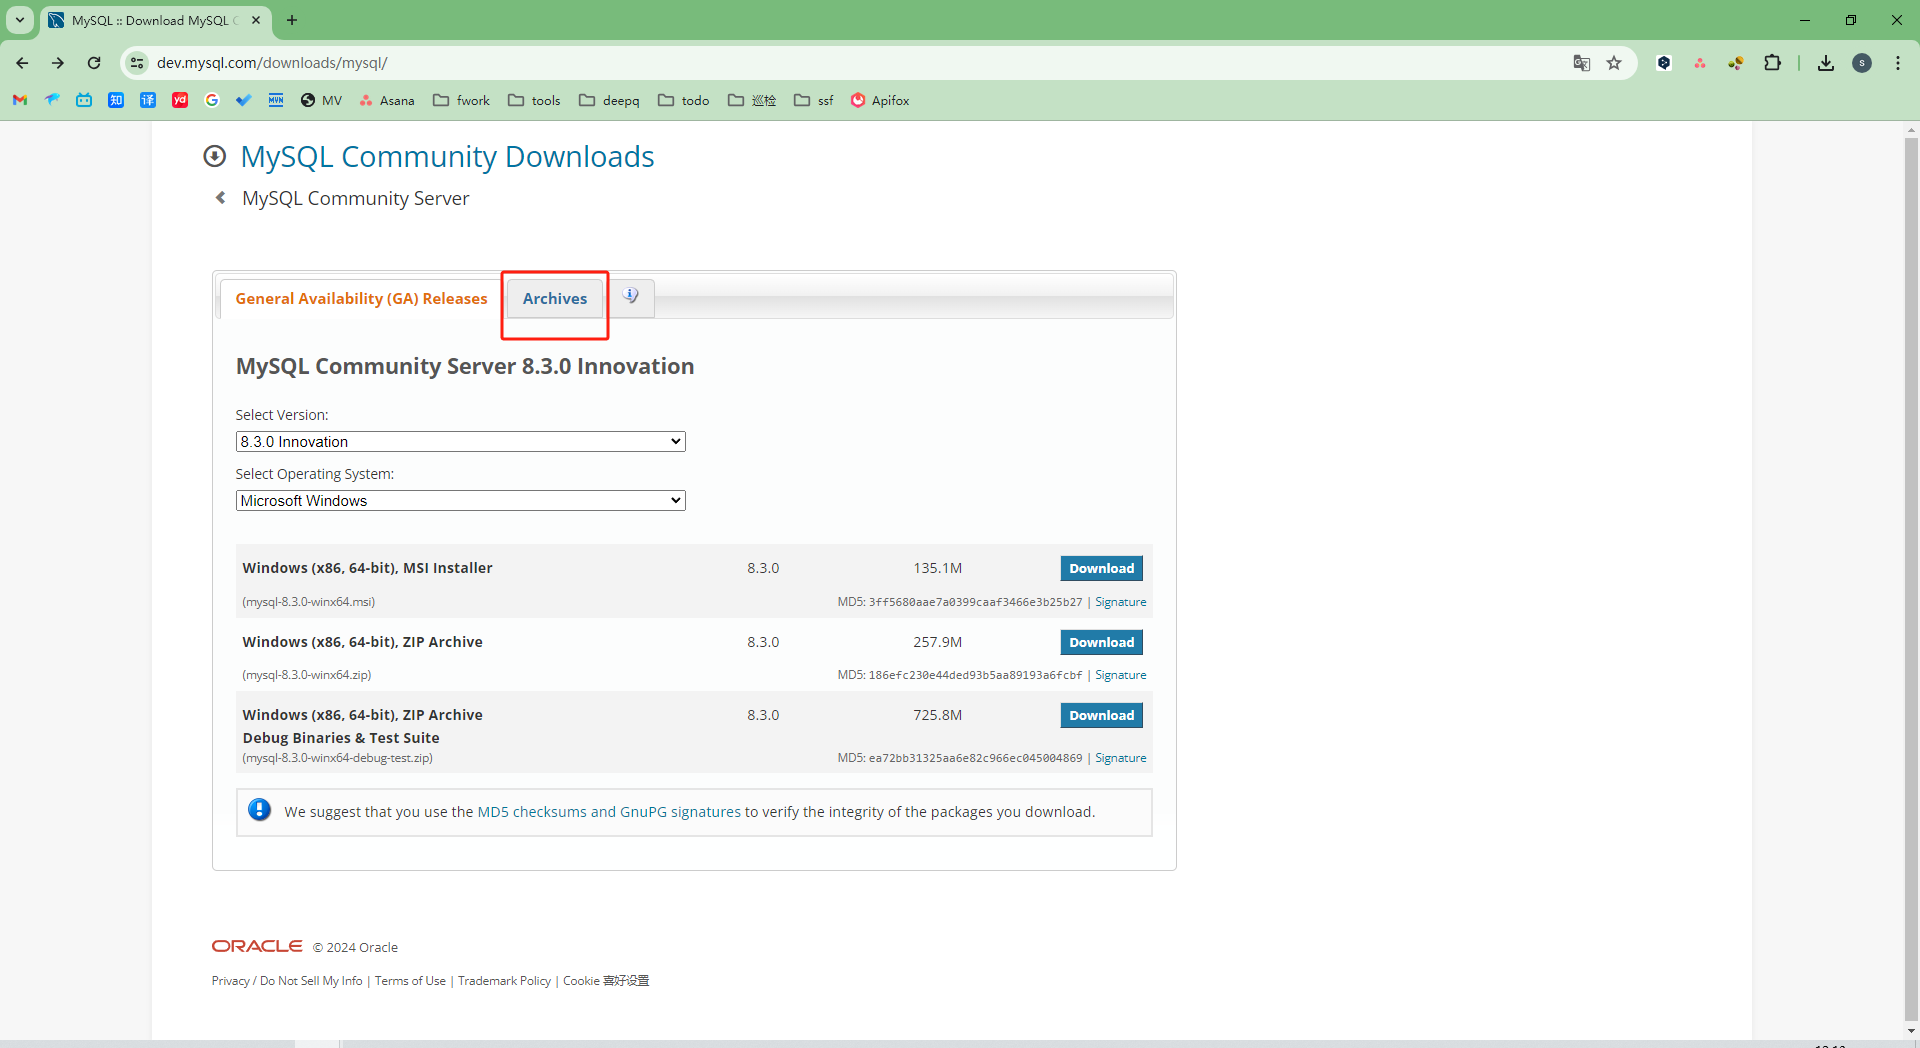 MySQL :: Download MySQL C
dev.mysql.com/downloads/mysql/
S
知 译 yd MVN MV Asana fwork tools deepq todo 巡检 ssf Apifox
MySQL Community Downloads
MySQL Community Server
General Availability (GA) Releases Archives
MySQL Community Server 8.3.0 Innovation
Select Version:
8.3.0 Innovation
Select Operating System:
Microsoft Windows
Windows (x86, 64-bit), MSI Installer 8.3.0 135.1M Download
(mysql-8.3.0-winx64.msi) MD5: 3ff5680aae7a0399caaf3466e3b25b27 | Signature
Windows (x86, 64-bit), ZIP Archive 8.3.0 257.9M Download
(mysql-8.3.0-winx64.zip) MD5: 186efc230e44ded93b5aa89193a6fcbf | Signature
Windows (x86, 64-bit), ZIP Archive 8.3.0 725.8M Download
Debug Binaries & Test Suite
(mysql-8.3.0-winx64-debug-test.zip) MD5: ea72bb31325aa6e82c966ec045004869 | Signature
We suggest that you use the MD5 checksums and GnuPG signatures to verify the integrity of the packages you download.
ORACLE © 2024 Oracle
Privacy / Do Not Sell My Info | Terms of Use | Trademark Policy | Cookie 喜好设置